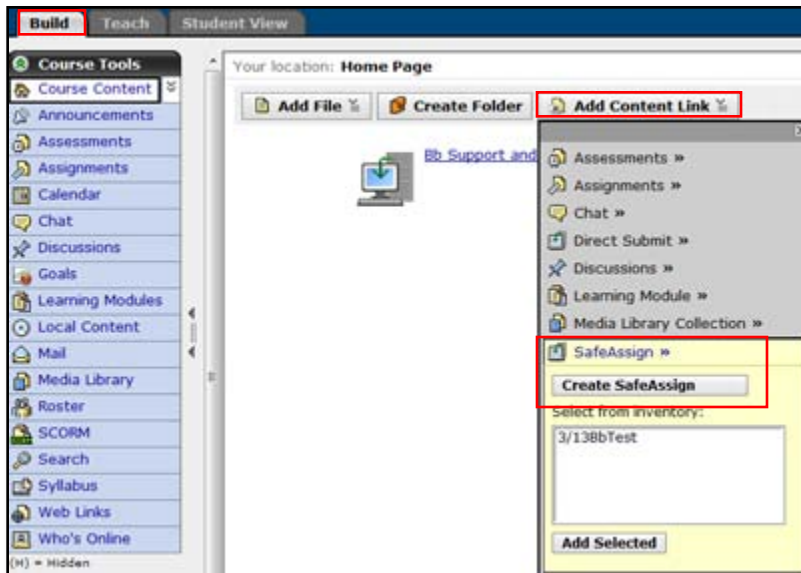 Build Teach Student View
Course Tools
Course Content
Announcements
Assessments
Assignments
Calendar
Chat
Discussions
Goals
Learning Modules
Local Content
Mail
Media Library
Roster
SCORM
Search
Syllabus
Web Links
Who's Online
(H) = Hidden
Your location: Home Page
Add File Create Folder Add Content Link
Bb Support and
Assessments »
Assignments »
Chat »
Direct Submit »
Discussions »
Learning Module »
Media Library Collection »
SafeAssign »
Create SafeAssign
Select from inventory:
3/138bTest
Add Selected